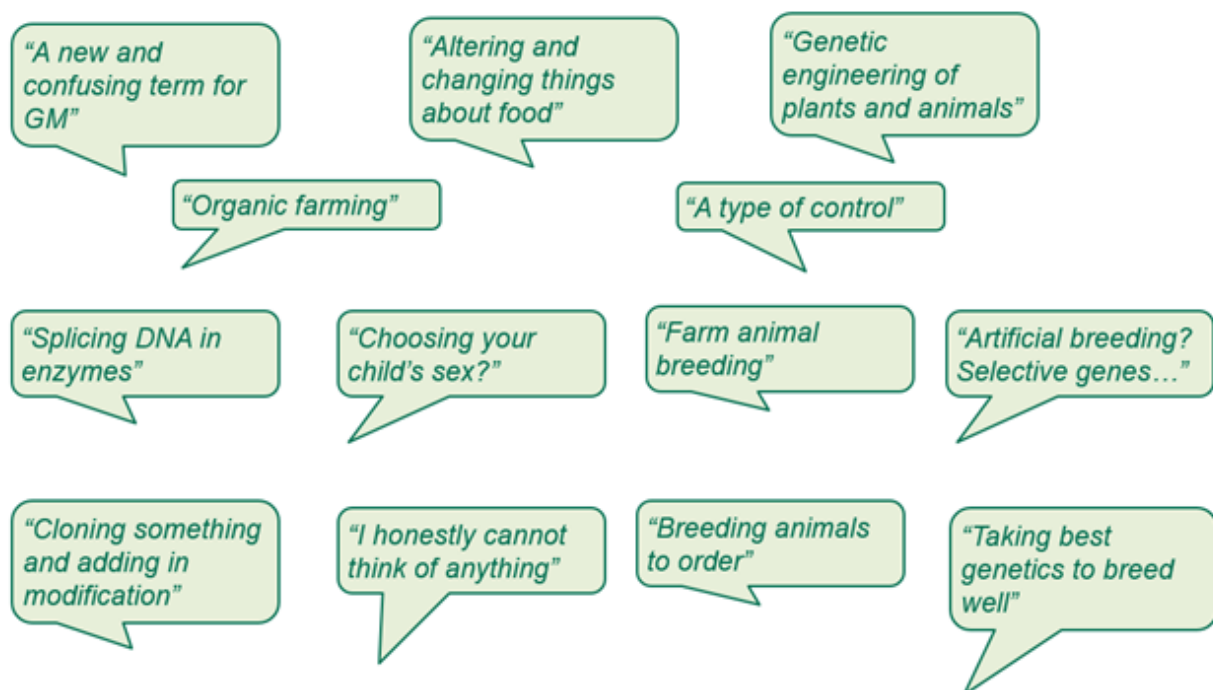 “A new and
confusing term for
GM”
“Altering and
changing things
about food”
“Genetic
engineering of
plants and animals”
“Organic farming”
“A type of control”
“Splicing DNA in
enzymes”
“Choosing your
child’s sex?”
“Farm animal
breeding”
“Artificial breeding?
Selective genes…”
“Cloning something
and adding in
modification”
“I honestly cannot
think of anything”
“Breeding animals
to order”
“Taking best
genetics to breed
well”